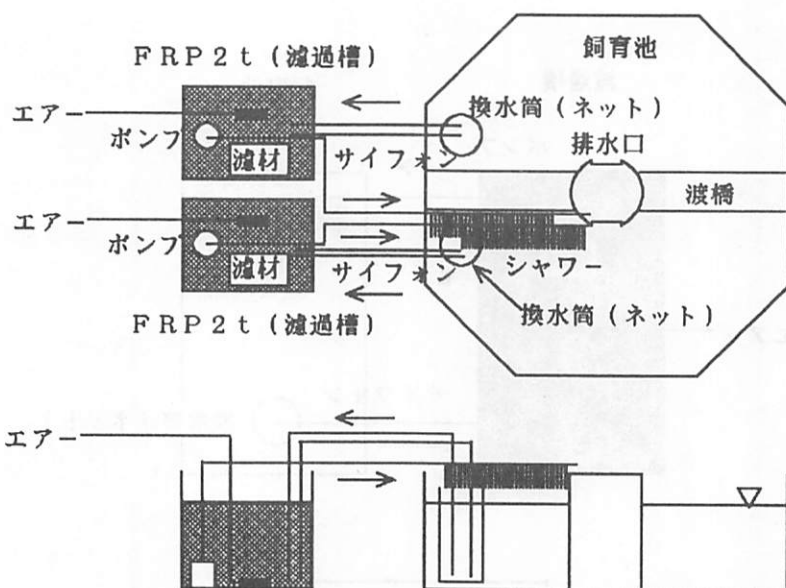 飼育池
FRP2t(濾過槽)
エアー
換水筒(ネット)
ポンプ
サイフォン
排水口
濾材
渡橋
エアー
ポンプ
濾材
サイフォン
シャワー
FRP2t(濾過槽)
換水筒(ネット)
エアー